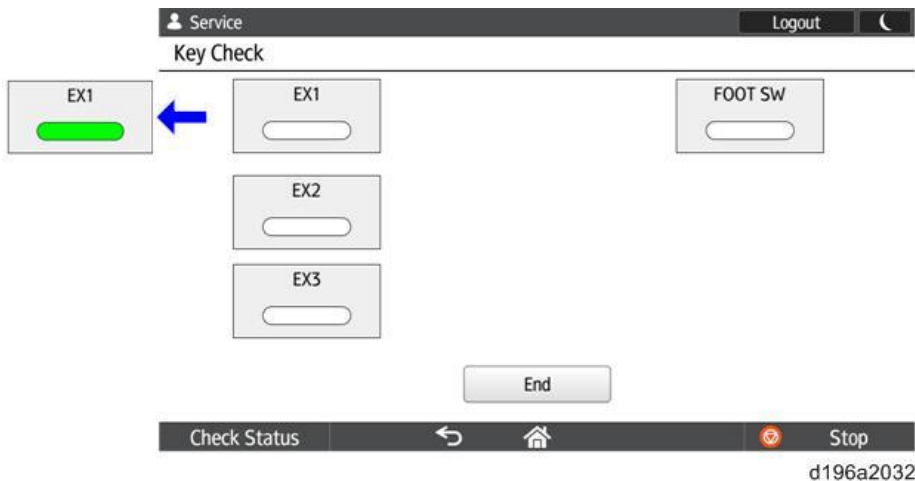 Service
Logout
Key Check
EX1
EX1
FOOT SW
EX2
EX3
End
Check Status
Stop
d196a2032